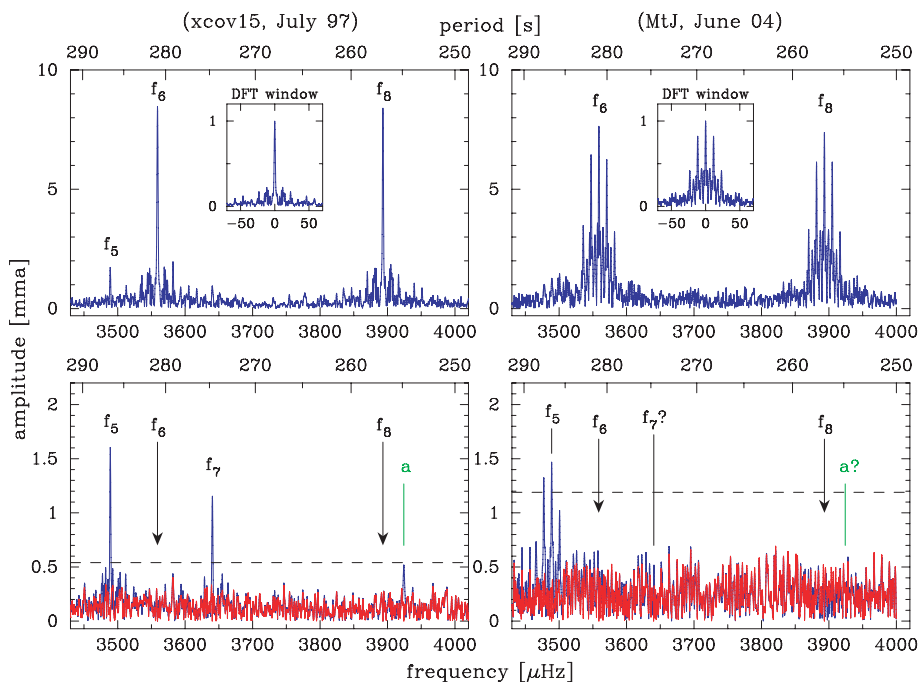 (xcov15, July 97) period [s] (MtJ, June 04)
290 280 270 260 250 290 280 270 260 250
10
5
0
f6
f8
f5
DFT window
1
0
−50 0 50
f6
f8
DFT window
1
0
−50 0 50
3500 3600 3700 3800 3900 4000 3500 3600 3700 3800 3900 4000
amplitude [mma]
290 280 270 260 250 290 280 270 260 250
2
1.5
1
0.5
0
f5
f6
f7
f8
a
2
1.5
1
0.5
0
f5
f6
f7?
f8
a?
3500 3600 3700 3800 3900 4000 3500 3600 3700 3800 3900 4000
frequency [μHz]